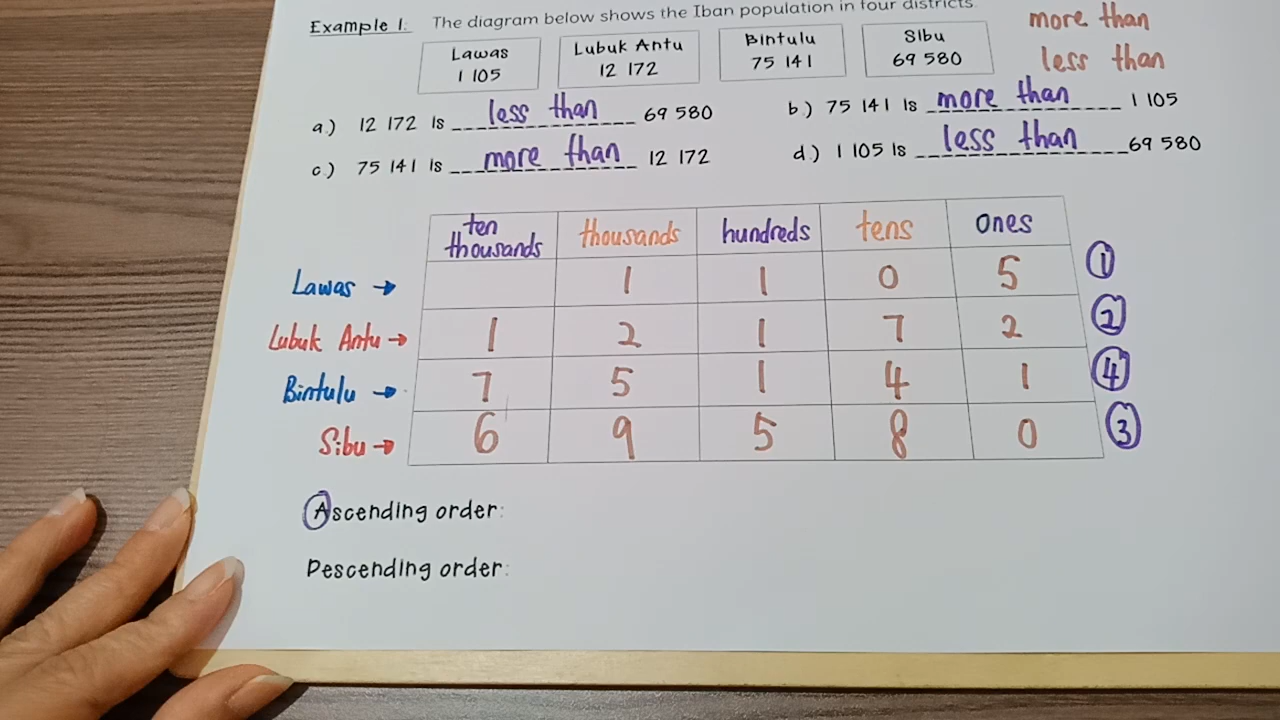 Example 1: The diagram below shows the Iban population in four districts.
more than
less than
Lawas
1 105
Lubuk Antu
12 172
Bintulu
75 141
Sibu
69 580
a.) 12 172 is less than 69 580
b.) 75 141 is more than 1 105
c.) 75 141 is more than 12 172
d.) 1 105 is less than 69 580
ten thousands thousands hundreds tens ones
Lawas → 1 1 0 5 1
Lubuk Antu → 1 2 1 7 2 2
Bintulu → 7 5 1 4 1 4
Sibu → 6 9 5 8 0 3
Ascending order:
Descending order: